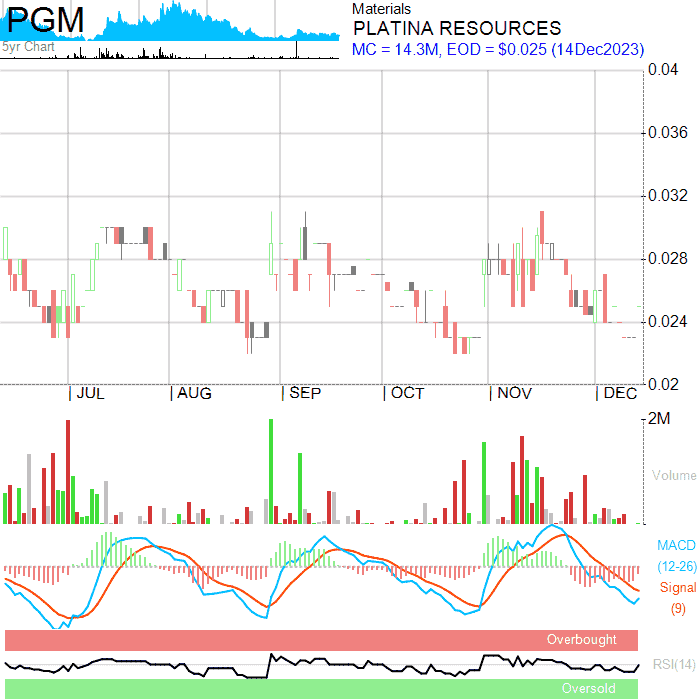 PGM
5yr Chart
Materials
PLATINA RESOURCES
MC = 14.3M, EOD = $0.025 (14Dec2023)
0.04
0.036
0.032
0.028
0.024
0.02
JUL AUG SEP OCT NOV DEC
2M
Volume
MACD
(12-26)
Signal
(9)
Overbought
RSI(14)
Oversold